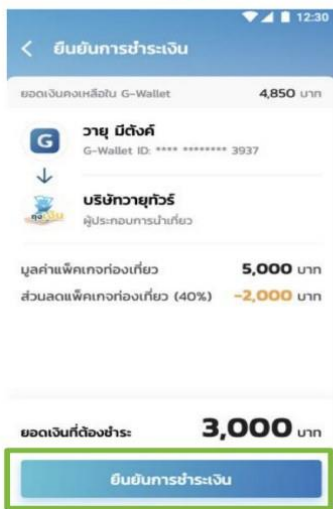 12:30
ยืนยันการชำระเงิน
ยอดเงินคงเหลือใน G-Wallet 4,850 บาท
G
วายุ มีตังค์
G-Wallet ID: **** ******** 3937
ถุงเงิน
บริษัทวายุทัวร์
ผู้ประกอบการนำเที่ยว
มูลค่าแพ็คเกจท่องเที่ยว 5,000 บาท
ส่วนลดแพ็คเกจท่องเที่ยว (40%) -2,000 บาท
ยอดเงินที่ต้องชำระ 3,000 บาท
ยืนยันการชำระเงิน